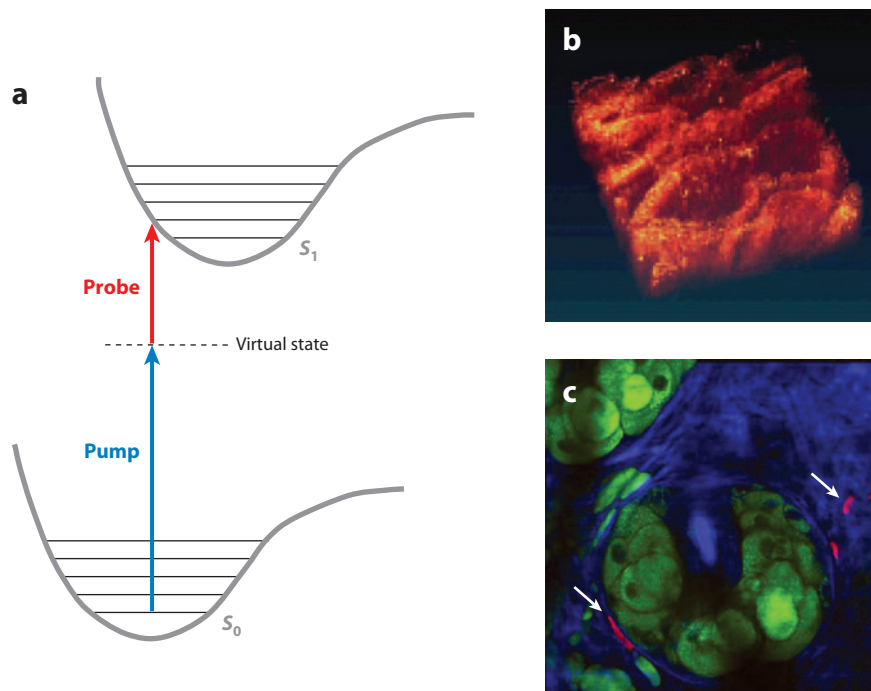 a
b
S₁
Probe
Virtual state
c
Pump
S₀